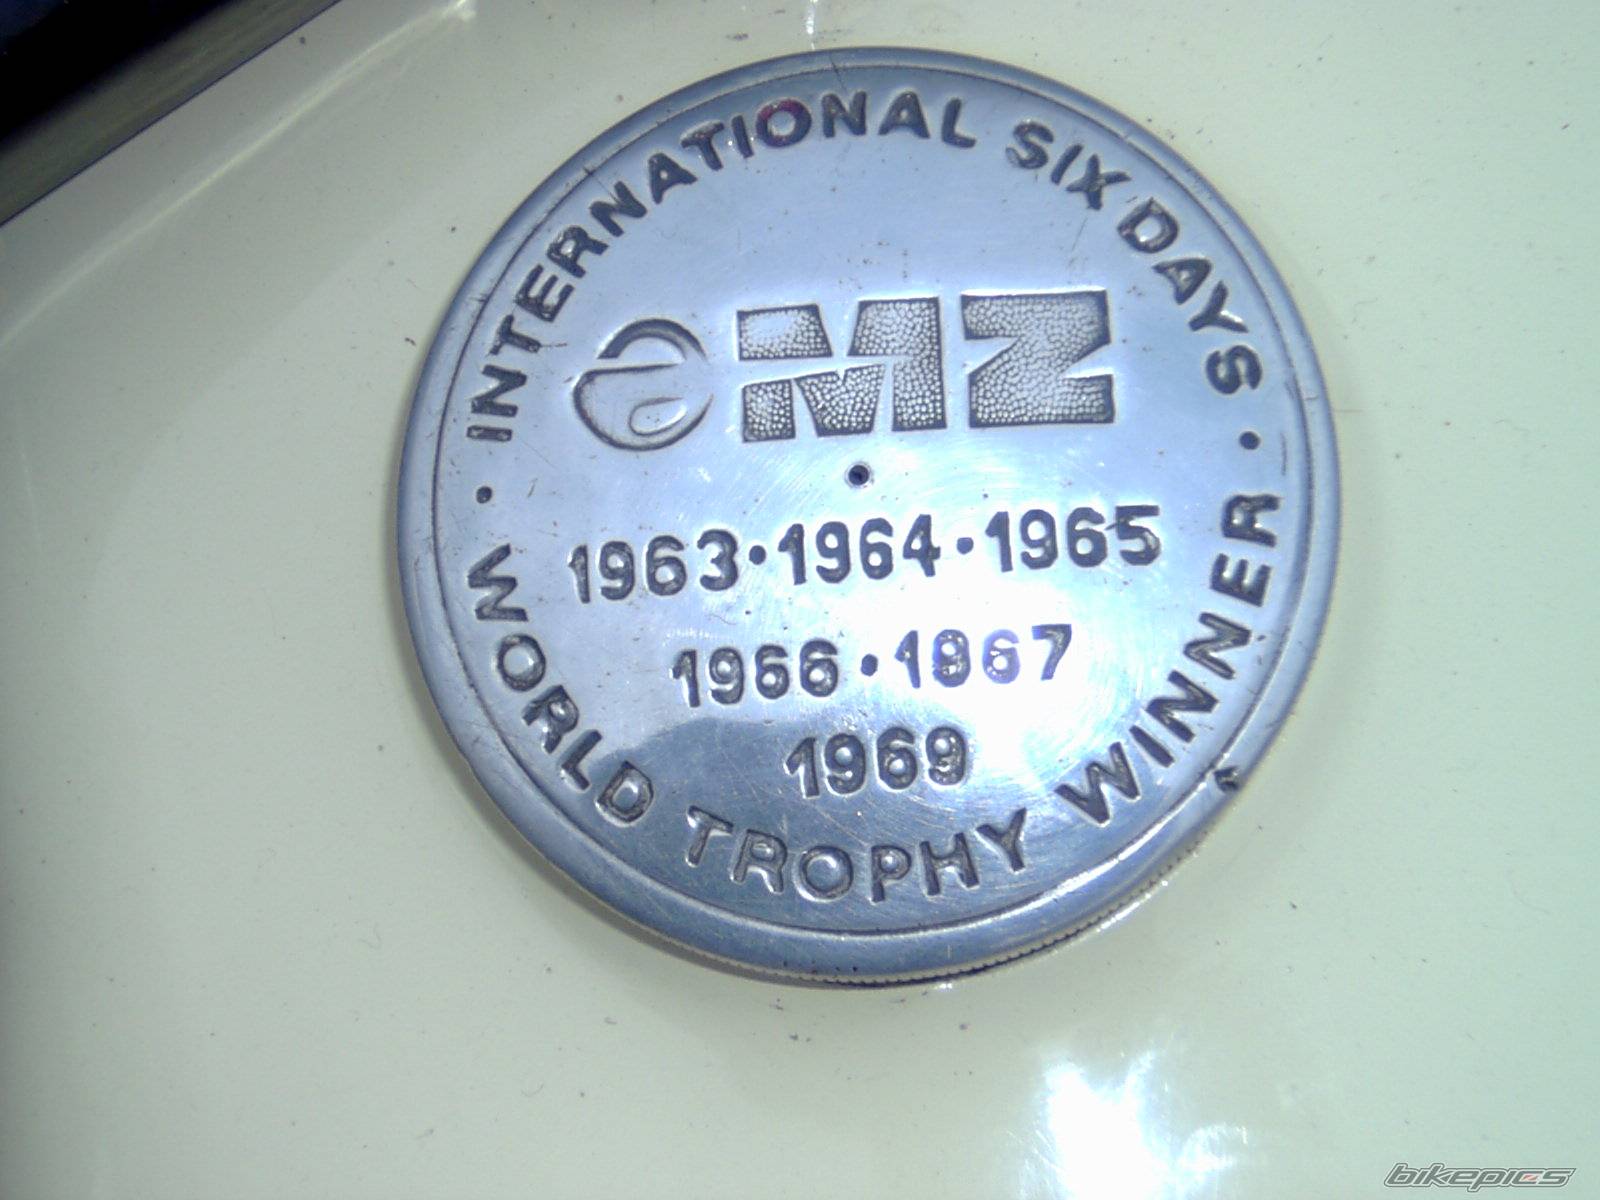 · INTERNATIONAL SIX DAYS ·
MZ
1963 · 1964 · 1965
1966 · 1967
1969
WORLD TROPHY WINNER
bikepics